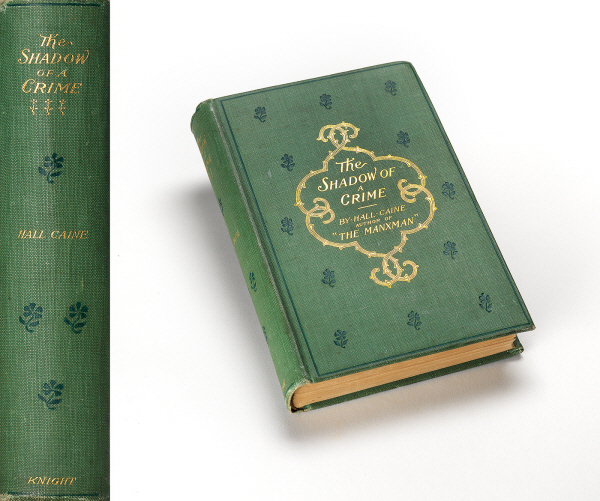 The
SHADOW
OF A
CRIME
HALL CAINE
KNIGHT
The
SHADOW OF
A
CRIME
BY·HALL·CAINE
AUTHOR OF
"THE MANXMAN"